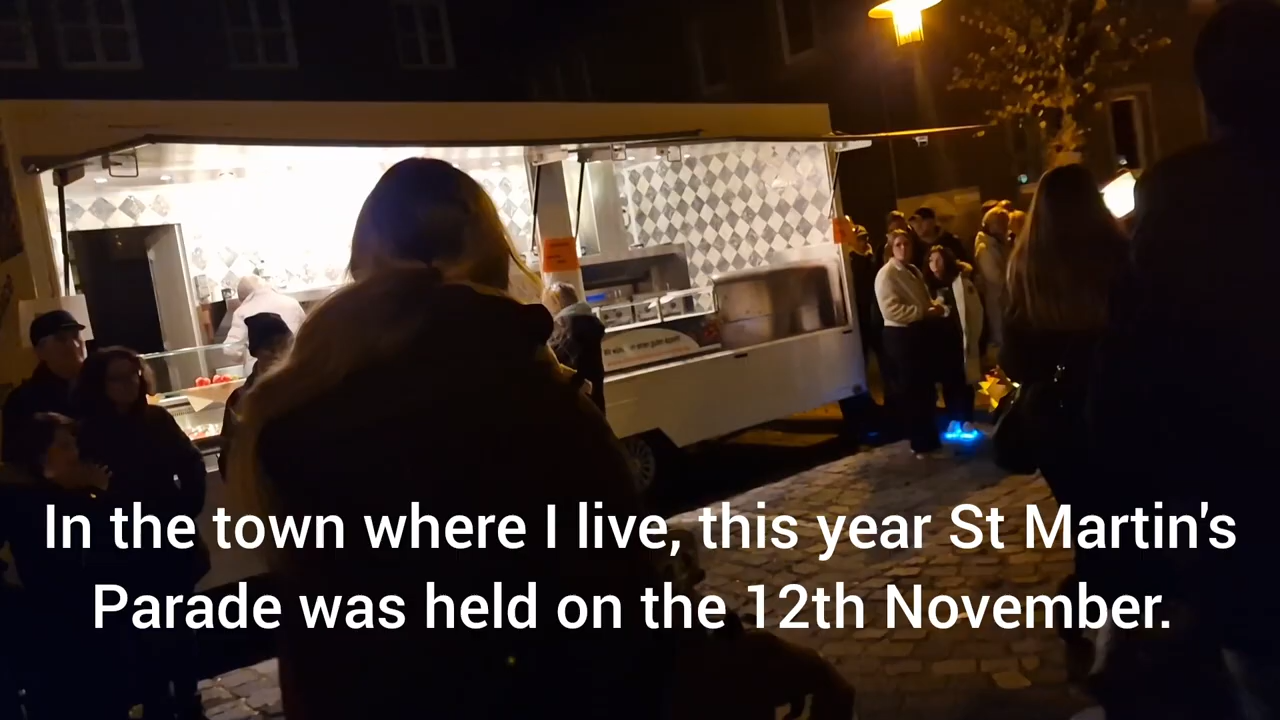 In the town where I live, this year St Martin's
Parade was held on the 12th November.